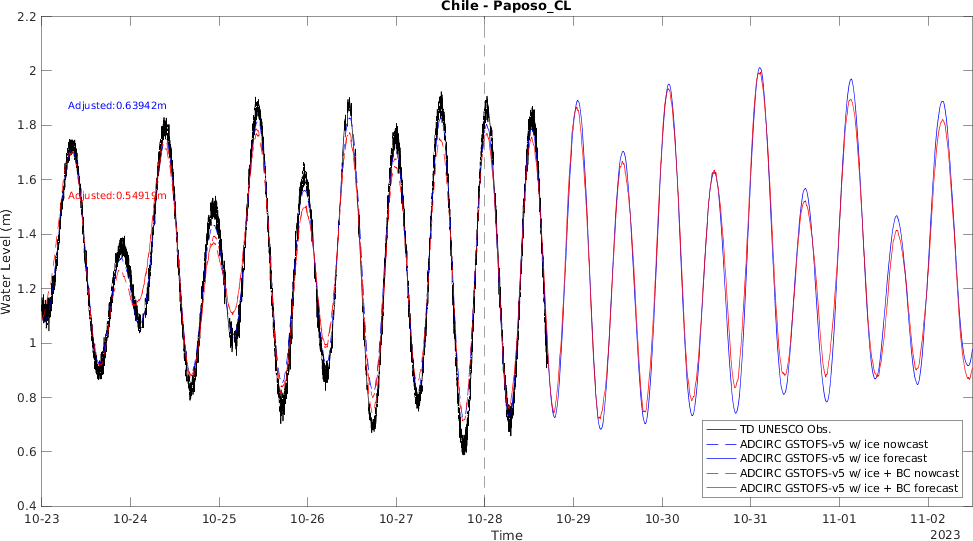 Chile - Paposo_CL
2.2
2
1.8
1.6
1.4
1.2
1
0.8
0.6
0.4
Water Level (m)
Adjusted:0.63942m
Adjusted:0.54919m
TD UNESCO Obs.
ADCIRC GSTOFS-v5 w/ ice nowcast
ADCIRC GSTOFS-v5 w/ ice forecast
ADCIRC GSTOFS-v5 w/ ice + BC nowcast
ADCIRC GSTOFS-v5 w/ ice + BC forecast
10-23 10-24 10-25 10-26 10-27 10-28 10-29 10-30 10-31 11-01 11-02
Time
2023